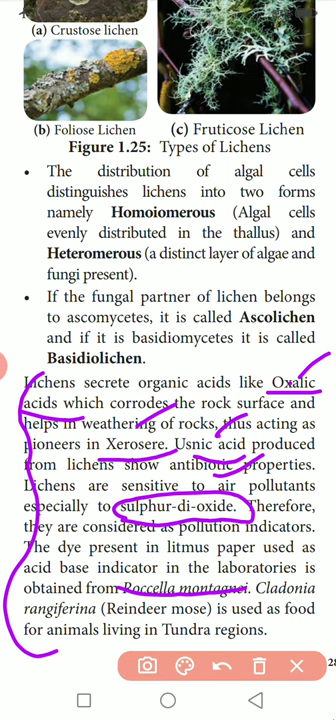 (a) Crustose lichen
(b) Foliose Lichen
(c) Fruticose Lichen
Figure 1.25: Types of Lichens
• The distribution of algal cells
distinguishes lichens into two forms
namely Homoiomerous (Algal cells
evenly distributed in the thallus) and
Heteromerous (a distinct layer of algae and
fungi present).
• If the fungal partner of lichen belongs
to ascomycetes, it is called Ascolichen
and if it is basidiomycetes it is called
Basidiolichen.
Lichens secrete organic acids like Oxalic
acids which corrodes the rock surface and
helps in weathering of rocks, thus acting as
pioneers in Xerosere. Usnic acid produced
from lichens show antibiotic properties.
Lichens are sensitive to air pollutants
especially to sulphur-di-oxide. Therefore,
they are considered as pollution indicators.
The dye present in litmus paper used as
acid base indicator in the laboratories is
obtained from Roccella montagnei. Cladonia
rangiferina (Reindeer mose) is used as food
for animals living in Tundra regions.
28